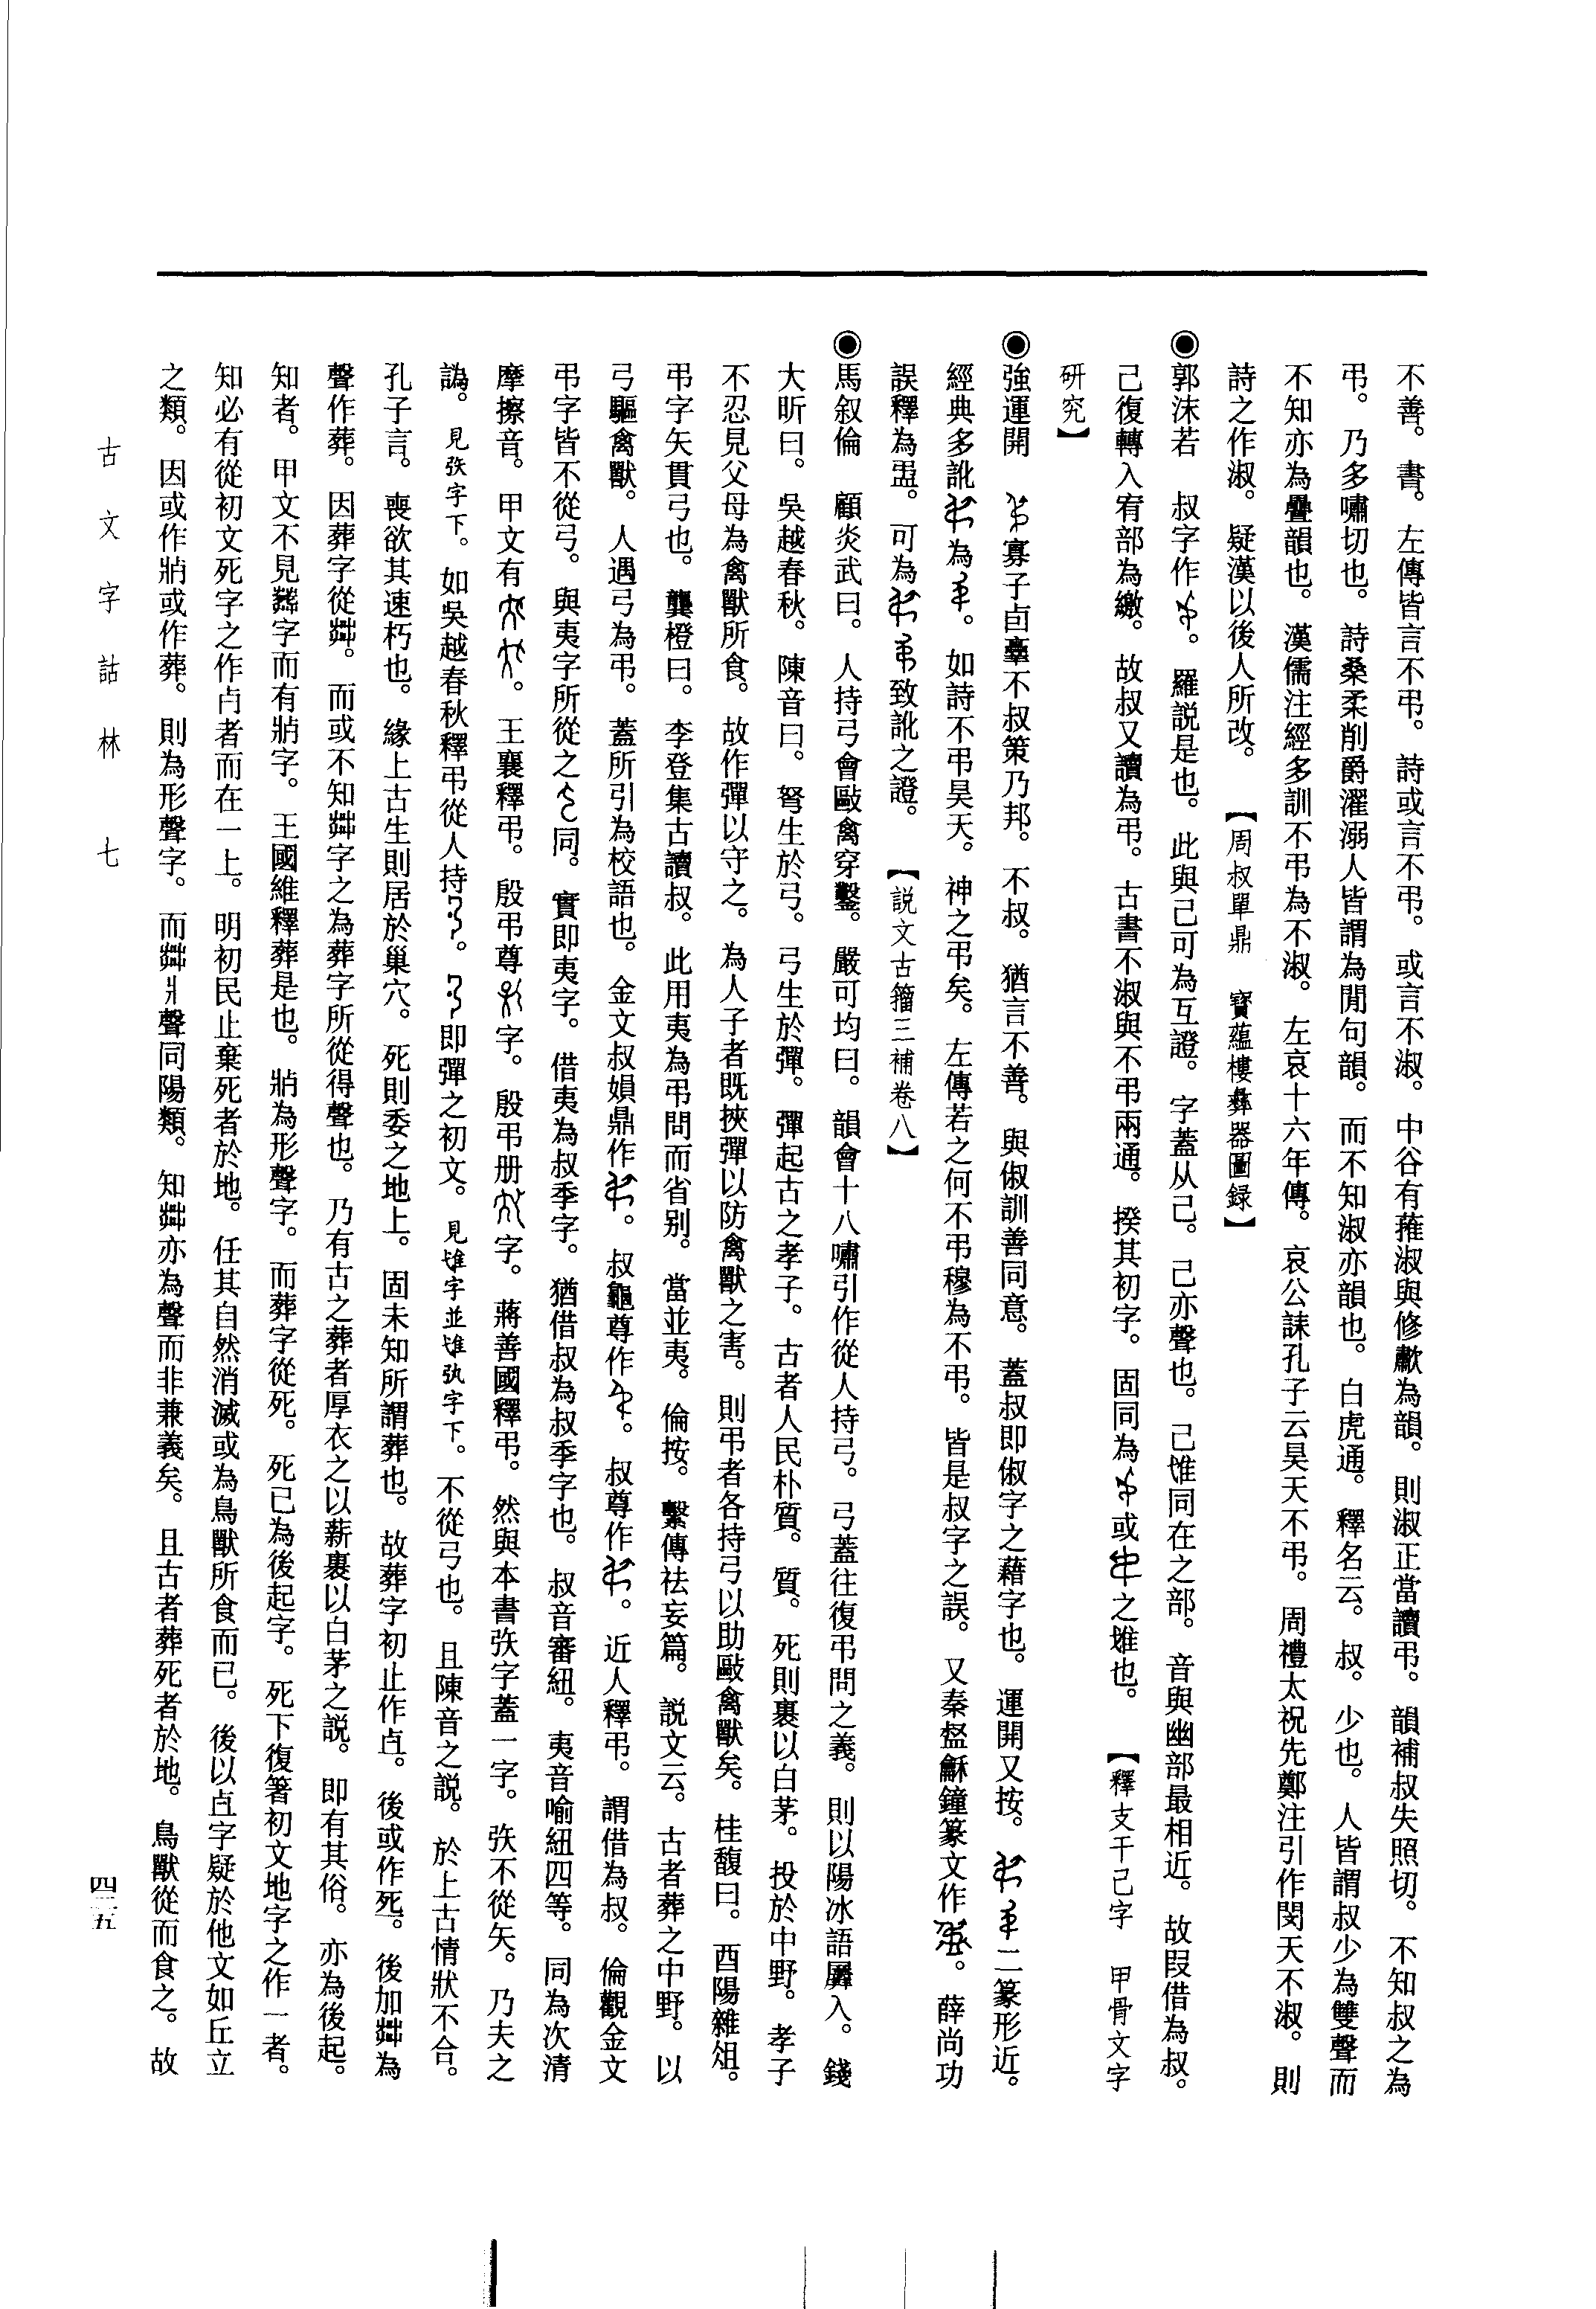 不善。書。左傳皆言不弔。詩或言不弔。或言不淑。中谷有蓷淑與修歗為韻。則淑正當讀弔。韻補叔失照切。不知叔之為
弔。乃多嘯切也。詩桑柔削爵濯溺人皆謂為閒句韻。而不知淑亦韻也。白虎通。釋名云。叔。少也。人皆謂叔少為雙聲而
不知亦為疊韻也。漢儒注經多訓不弔為不淑。左哀十六年傳。哀公誄孔子云昊天不弔。周禮太祝先鄭注引作閔天不淑。則
詩之作淑。疑漢以後人所改。【周叔單鼎 寶蘊樓彝器圖録】
◉郭沫若 叔字作。羅説是也。此與己可為互證。字蓋从己。己亦聲也。己惟同在之部。音與幽部最相近。故叚借為叔。
己復轉入宥部為繳。故叔又讀為弔。古書不淑與不弔兩通。揆其初字。固同為或之也。【釋支干己字 甲骨文字
研究】
◉強運開 寡子卣不叔乃邦。不叔。猶言不善。與俶訓善同意。蓋叔即俶字之藉字也。運開又按。二篆形近。
經典多訛為。如詩不弔昊天。神之弔矣。左傳若之何不弔穆為不弔。皆是叔字之誤。又秦盄龢鐘篆文作。薛尚功
誤釋為盄。可為致訛之證。【説文古籀三補卷八】
◉馬叙倫 顧炎武曰。人持弓會敺禽穿鑿。嚴可均曰。韻會十八嘯引作從人持弓。弓蓋往復弔問之義。則以陽冰語羼入。錢
大昕曰。吳越春秋。陳音曰。弩生於弓。弓生於彈。彈起古之孝子。古者人民朴質。質。死則裹以白茅。投於中野。孝子
不忍見父母為禽獸所食。故作彈以守之。為人子者既挾彈以防禽獸之害。則弔者各持弓以助敺禽獸矣。桂馥曰。酉陽雜俎。
弔字矢貫弓也。龔橙曰。李登集古讀叔。此用夷為弔問而省别。當並夷。倫按。繫傳祛妄篇。説文云。古者葬之中野。以
弓驅禽獸。人遇弓為弔。蓋所引為校語也。金文叔娟鼎作。叔龜尊作。叔尊作。近人釋弔。謂借為叔。倫觀金文
弔字皆不從弓。與夷字所從之同。實即夷字。借夷為叔季字。猶借叔為叔季字也。叔音審紐。夷音喻紐四等。同為次清
摩擦音。甲文有。王襄釋弔。殷弔尊字。殷弔册字。蔣善國釋弔。然與本書㚤字蓋一字。㚤不從矢。乃夫之
譌。見㚤字下。如吳越春秋釋弔從人持。即彈之初文。見字並字下。不從弓也。且陳音之説。於上古情狀不合。
孔子言。喪欲其速朽也。緣上古生則居於巢穴。死則委之地上。固未知所謂葬也。故葬字初止作。後或作死。後加茻為
聲作葬。因葬字從茻。而或不知茻字之為葬字所從得聲也。乃有古之葬者厚衣之以薪裹以白茅之説。即有其俗。亦為後起。
知者。甲文不見葬字而有字。王國維釋葬是也。為形聲字。而葬字從死。死已為後起字。死下復箸初文地字之作一者。
知必有從初文死字之作歺者而在一上。明初民止棄死者於地。任其自然消滅或為鳥獸所食而已。後以字疑於他文如丘立
之類。因或作或作葬。則為形聲字。而茻爿聲同陽類。知茻亦為聲而非兼義矣。且古者葬死者於地。鳥獸從而食之。故
古文字詁林 七
四三五